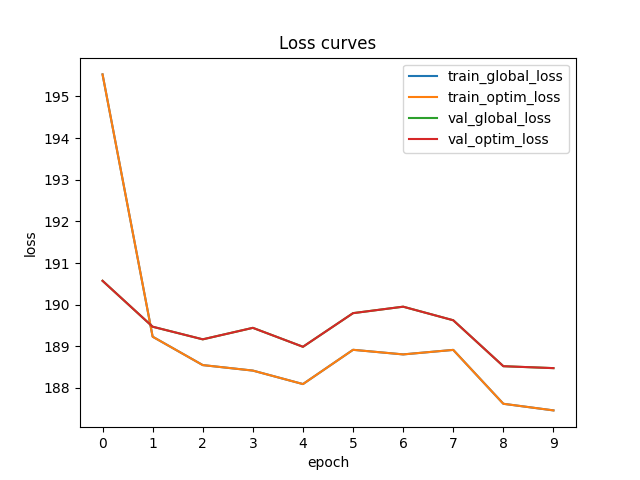 Loss curves
train_global_loss
train_optim_loss
val_global_loss
val_optim_loss
195
194
193
192
191
190
189
188
loss
0 1 2 3 4 5 6 7 8 9
epoch